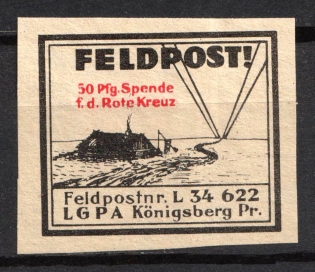 FELDPOST!
50 Pfg. Spende
f. d. Rote Kreuz
Feldpostnr. L 34 622
LGPA Königsberg Pr.